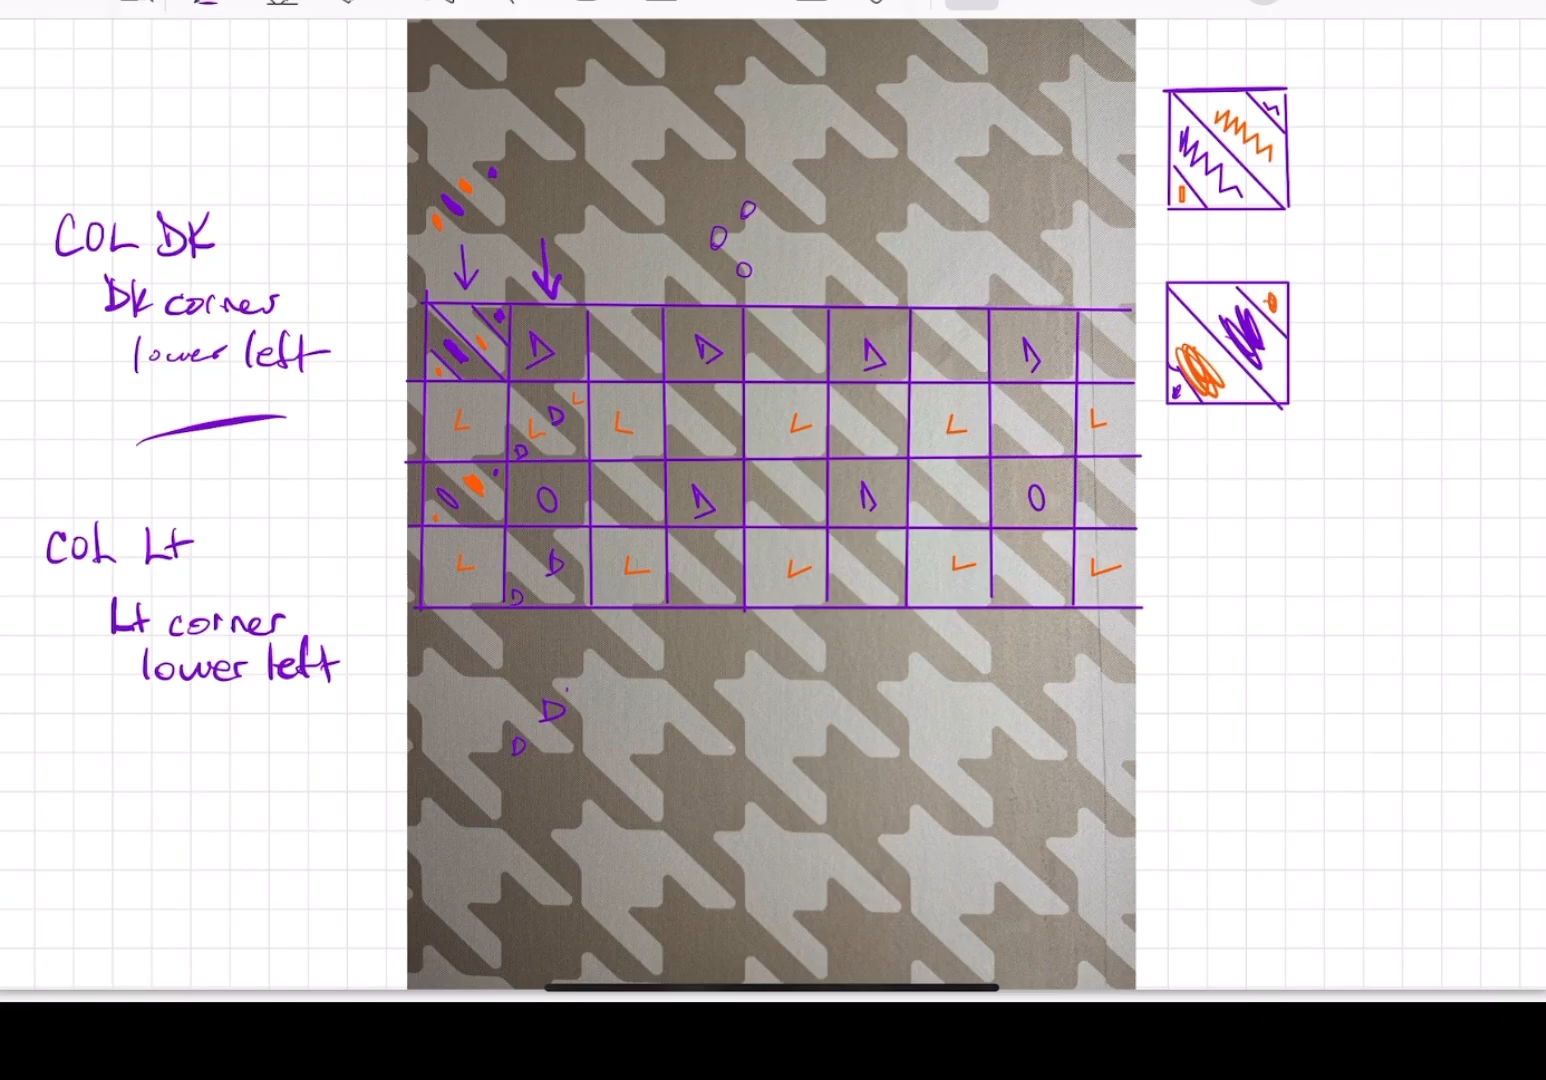 COL DK
Dk corner
lower left
D D D D
L L D L L L L L
D
O D D O
L D L L L L
D
COL Lt
Lt corner
lower left
D
D